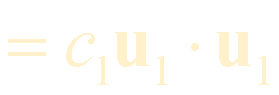 = c₁u₁ · u₁